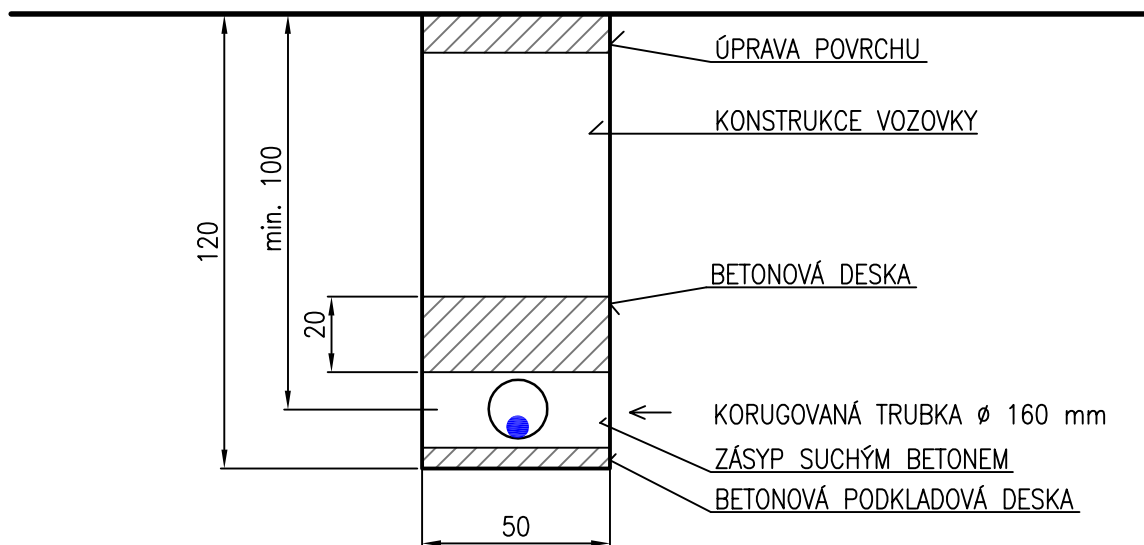 ÚPRAVA POVRCHU
KONSTRUKCE VOZOVKY
min. 100
120
BETONOVÁ DESKA
20
KORUGOVANÁ TRUBKA ø 160 mm
ZÁSYP SUCHÝM BETONEM
BETONOVÁ PODKLADOVÁ DESKA
50